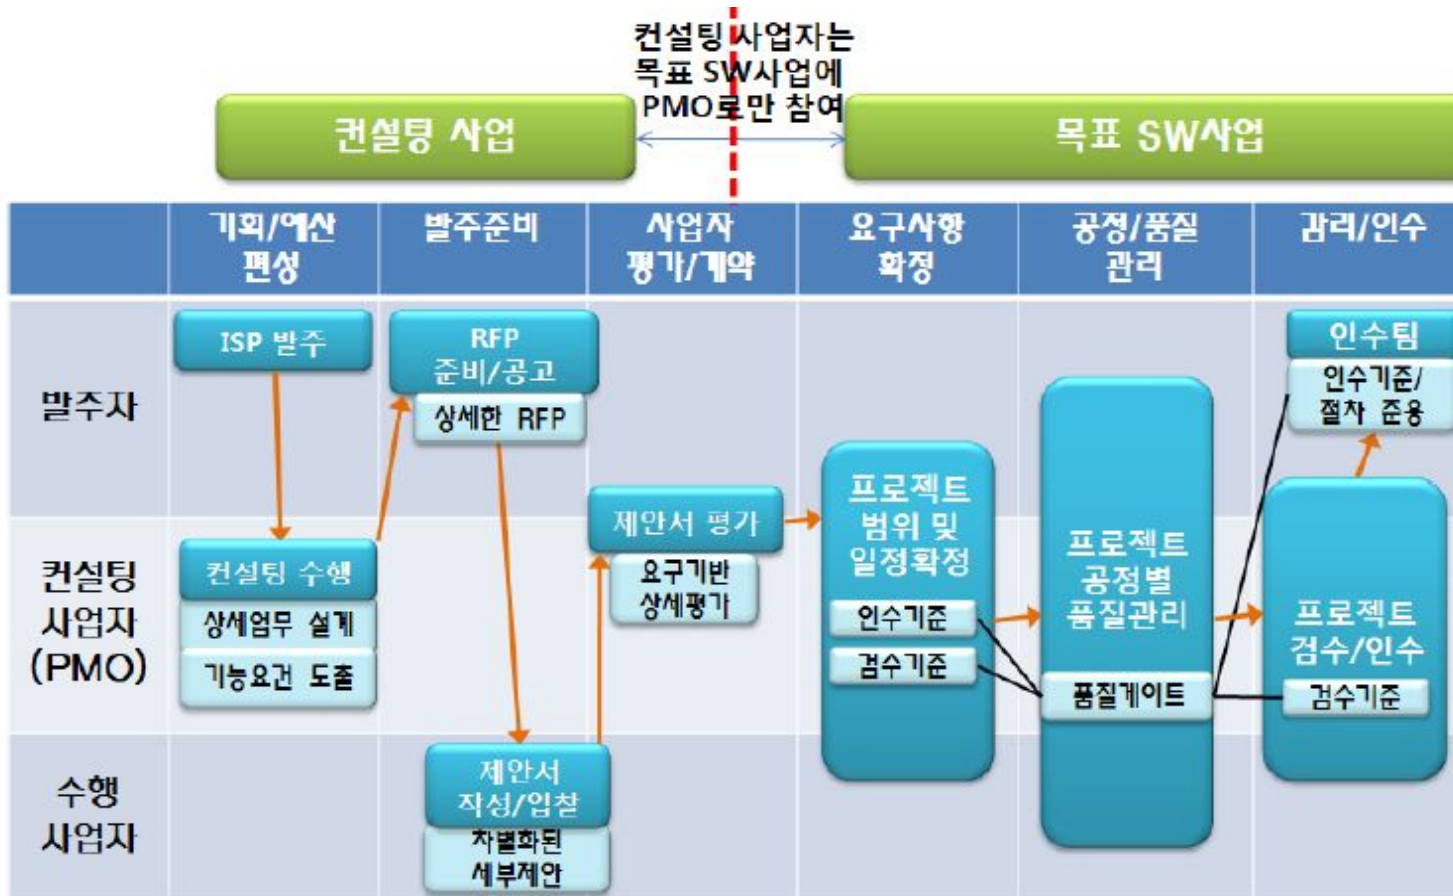 컨설팅 사업자는
목표 SW사업에
PMO로만 참여
컨설팅 사업
목표 SW사업
기획/예산
편성
발주준비
사업자
평가/계약
요구사항
확정
공정/품질
관리
감리/인수
발주자
ISP 발주
RFP
준비/공고
상세한 RFP
인수팀
인수기준/
절차 준용
컨설팅
사업자
(PMO)
컨설팅 수행
상세업무 설계
기능요건 도출
제안서 평가
요구기반
상세평가
프로젝트
범위 및
일정확정
인수기준
검수기준
프로젝트
공정별
품질관리
품질게이트
프로젝트
검수/인수
검수기준
수행
사업자
제안서
작성/입찰
차별화된
세부제안